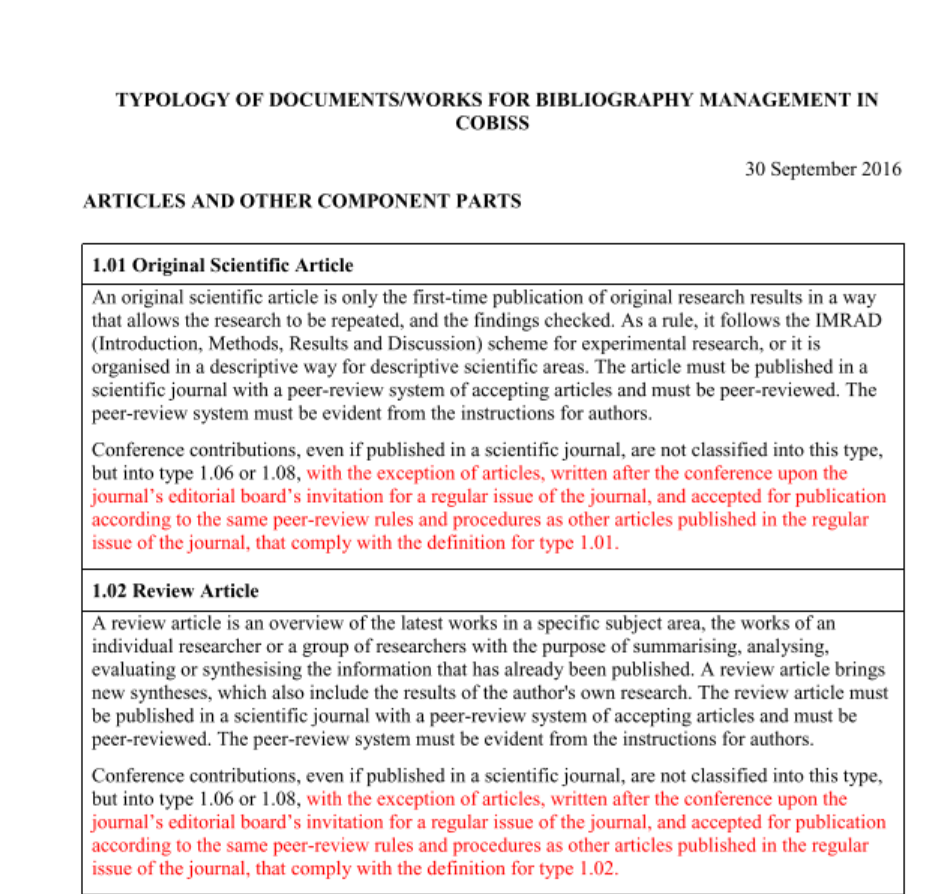 TYPOLOGY OF DOCUMENTS/WORKS FOR BIBLIOGRAPHY MANAGEMENT IN
COBISS
30 September 2016
ARTICLES AND OTHER COMPONENT PARTS
1.01 Original Scientific Article
An original scientific article is only the first-time publication of original research results in a way
that allows the research to be repeated, and the findings checked. As a rule, it follows the IMRAD
(Introduction, Methods, Results and Discussion) scheme for experimental research, or it is
organised in a descriptive way for descriptive scientific areas. The article must be published in a
scientific journal with a peer-review system of accepting articles and must be peer-reviewed. The
peer-review system must be evident from the instructions for authors.
Conference contributions, even if published in a scientific journal, are not classified into this type,
but into type 1.06 or 1.08, with the exception of articles, written after the conference upon the
journal's editorial board's invitation for a regular issue of the journal, and accepted for publication
according to the same peer-review rules and procedures as other articles published in the regular
issue of the journal, that comply with the definition for type 1.01.
1.02 Review Article
A review article is an overview of the latest works in a specific subject area, the works of an
individual researcher or a group of researchers with the purpose of summarising, analysing,
evaluating or synthesising the information that has already been published. A review article brings
new syntheses, which also include the results of the author's own research. The review article must
be published in a scientific journal with a peer-review system of accepting articles and must be
peer-reviewed. The peer-review system must be evident from the instructions for authors.
Conference contributions, even if published in a scientific journal, are not classified into this type,
but into type 1.06 or 1.08, with the exception of articles, written after the conference upon the
journal's editorial board's invitation for a regular issue of the journal, and accepted for publication
according to the same peer-review rules and procedures as other articles published in the regular
issue of the journal, that comply with the definition for type 1.02.